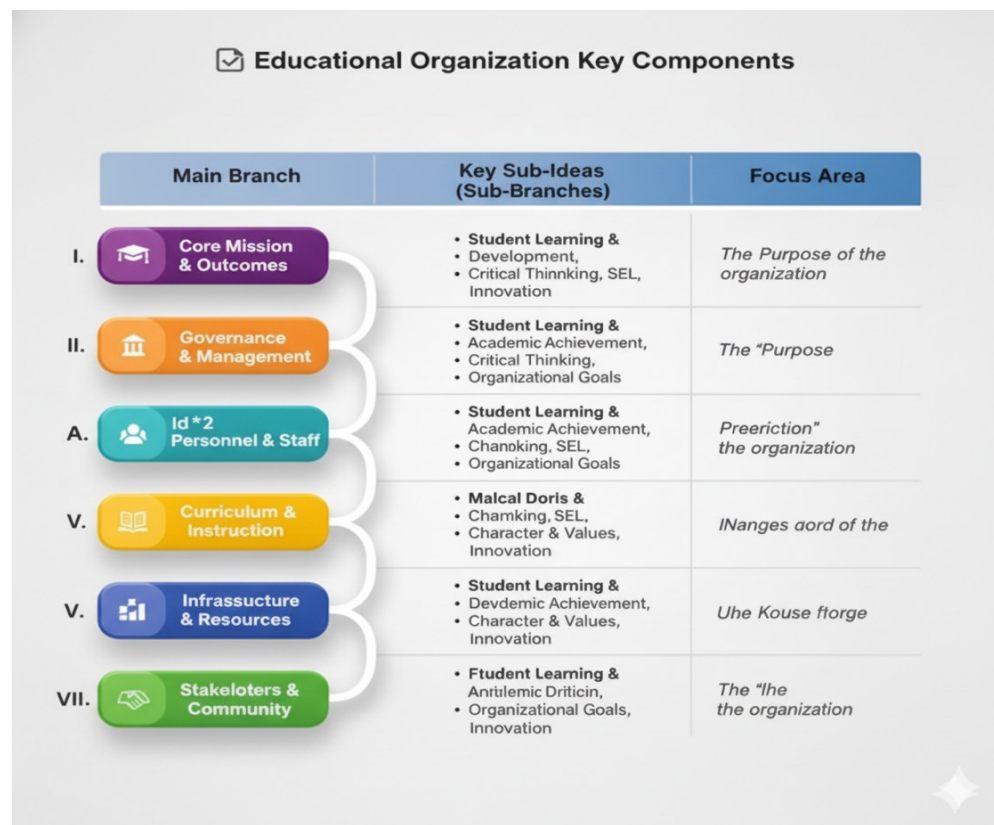 Educational Organization Key Components
Main Branch
Key Sub-Ideas
(Sub-Branches)
Focus Area
I.
Core Mission
& Outcomes
• Student Learning &
• Development,
• Critical Thinnking, SEL,
Innovation
The Purpose of the
organization
II.
Governance
& Management
• Student Learning &
• Academic Achievement,
• Critical Thinking,
• Organizational Goals
The “Purpose
A.
Id*2
Personnel & Staff
• Student Learning &
Academic Achievement,
• Chanoking, SEL,
• Organizational Goals
Preeriction"
the organization
V.
Curriculum &
Instruction
• Malcal Doris &
• Chamking, SEL,
• Character & Values,
Innovation
INanges aord of the
V.
Infrassucture
& Resources
• Student Learning &
• Devdemic Achievement,
• Character & Values,
Innovation
Uhe Kouse ftorge
VII.
Stakeloters &
Community
• Ftudent Learning &
Anrulemic Driticin,
• Organizational Goals,
Innovation
The “lhe
the organization